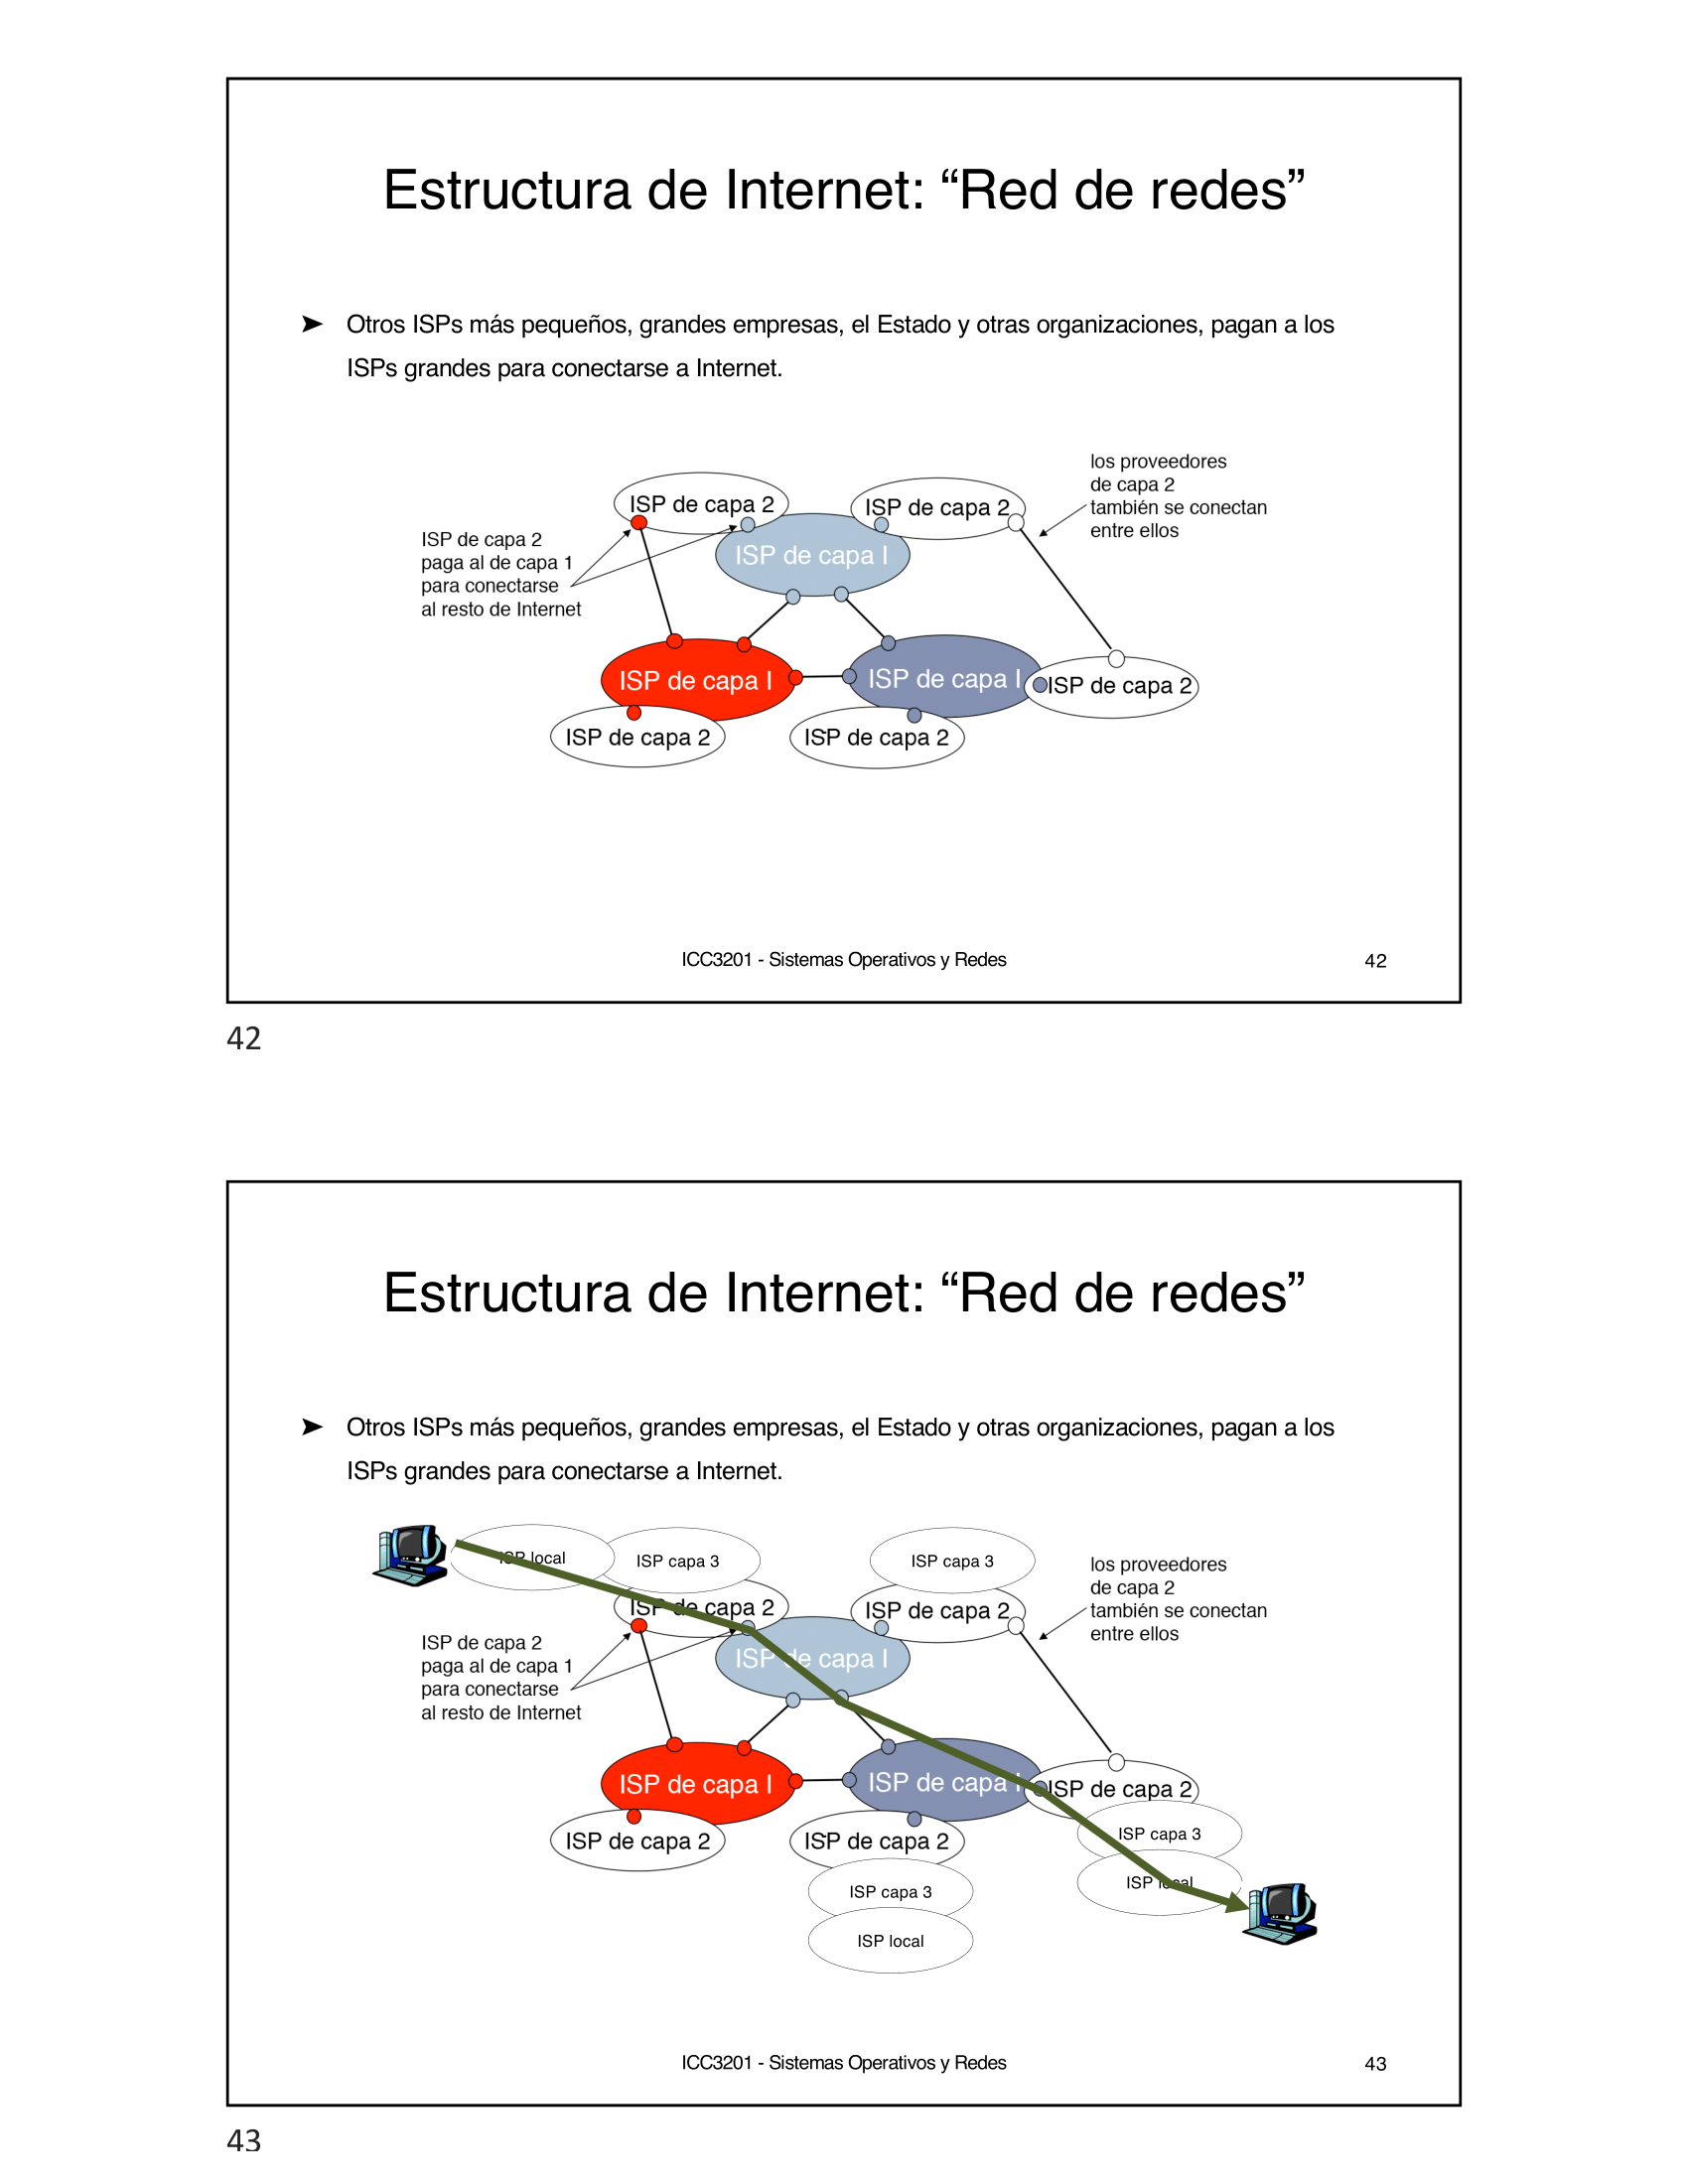 Estructura de Internet: “Red de redes”
➤ Otros ISPs más pequeños, grandes empresas, el Estado y otras organizaciones, pagan a los
ISPs grandes para conectarse a Internet.
los proveedores
de capa 2
también se conectan
entre ellos
ISP de capa 2
ISP de capa 2
ISP de capa 2
paga al de capa 1
para conectarse
al resto de Internet
ISP de capa I
ISP de capa I
ISP de capa I
ISP de capa 2
ISP de capa 2
ISP de capa 2
ICC3201 - Sistemas Operativos y Redes
42
42
Estructura de Internet: “Red de redes”
➤ Otros ISPs más pequeños, grandes empresas, el Estado y otras organizaciones, pagan a los
ISPs grandes para conectarse a Internet.
ISP local
ISP capa 3
ISP capa 3
los proveedores
de capa 2
también se conectan
entre ellos
ISP de capa 2
ISP de capa 2
ISP de capa 2
paga al de capa 1
para conectarse
al resto de Internet
ISP de capa I
ISP de capa I
ISP de capa I
ISP de capa 2
ISP capa 3
ISP local
ISP de capa 2
ISP de capa 2
ISP capa 3
ISP local
ICC3201 - Sistemas Operativos y Redes
43
43